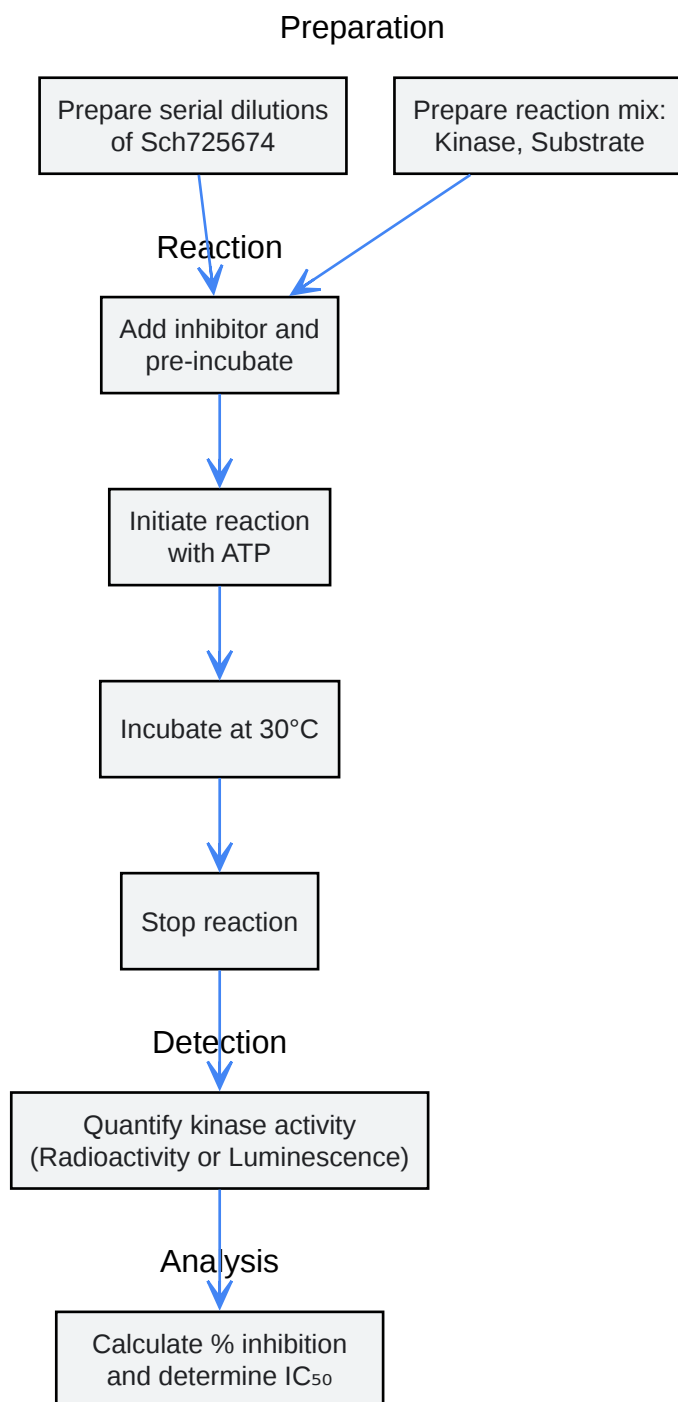 Preparation
Prepare serial dilutions
of Sch725674
Prepare reaction mix:
Kinase, Substrate
Reaction
Add inhibitor and
pre-incubate
Initiate reaction
with ATP
Incubate at 30°C
Stop reaction
Detection
Quantify kinase activity
(Radioactivity or Luminescence)
Analysis
Calculate % inhibition
and determine IC₅₀